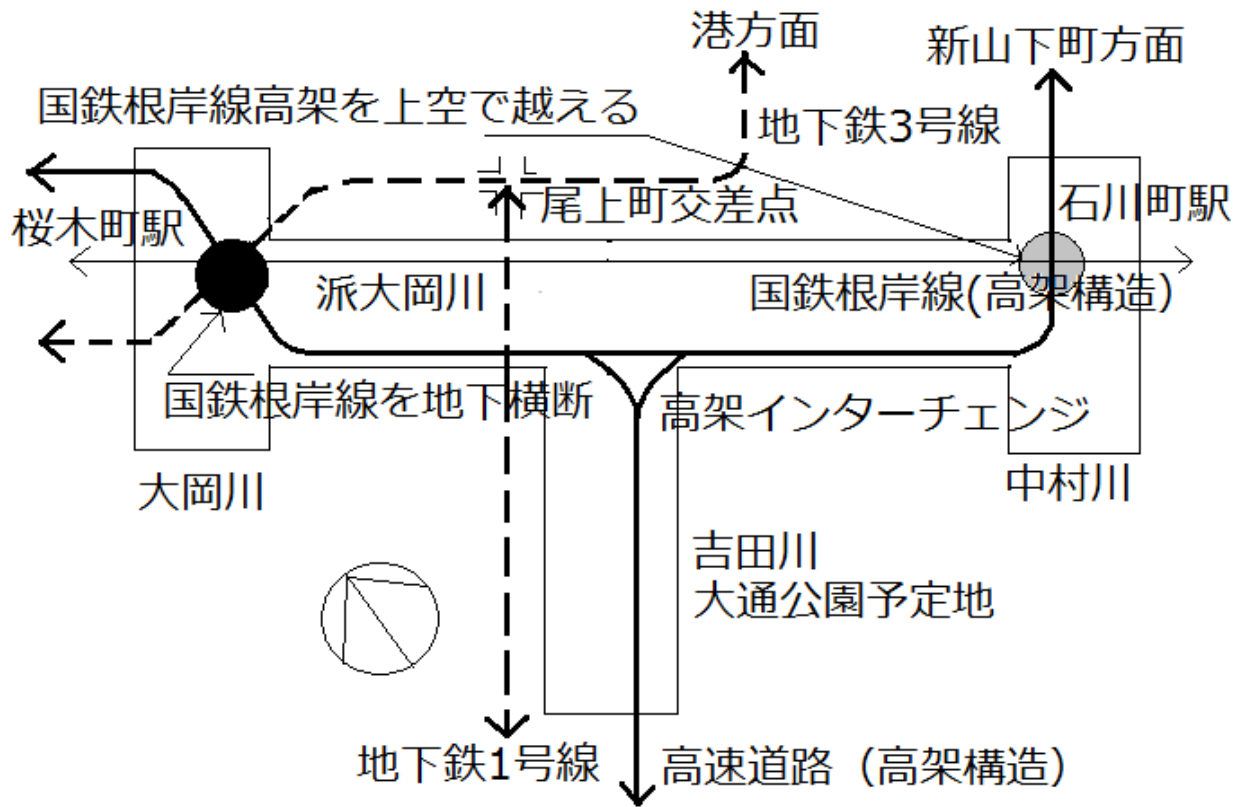 港方面
新山下町方面
国鉄根岸線高架を上空で越える
地下鉄3号線
桜木町駅
尾上町交差点
石川町駅
派大岡川
国鉄根岸線(高架構造)
国鉄根岸線を地下横断
高架インターチェンジ
大岡川
中村川
吉田川
大通公園予定地
地下鉄1号線
高速道路（高架構造）